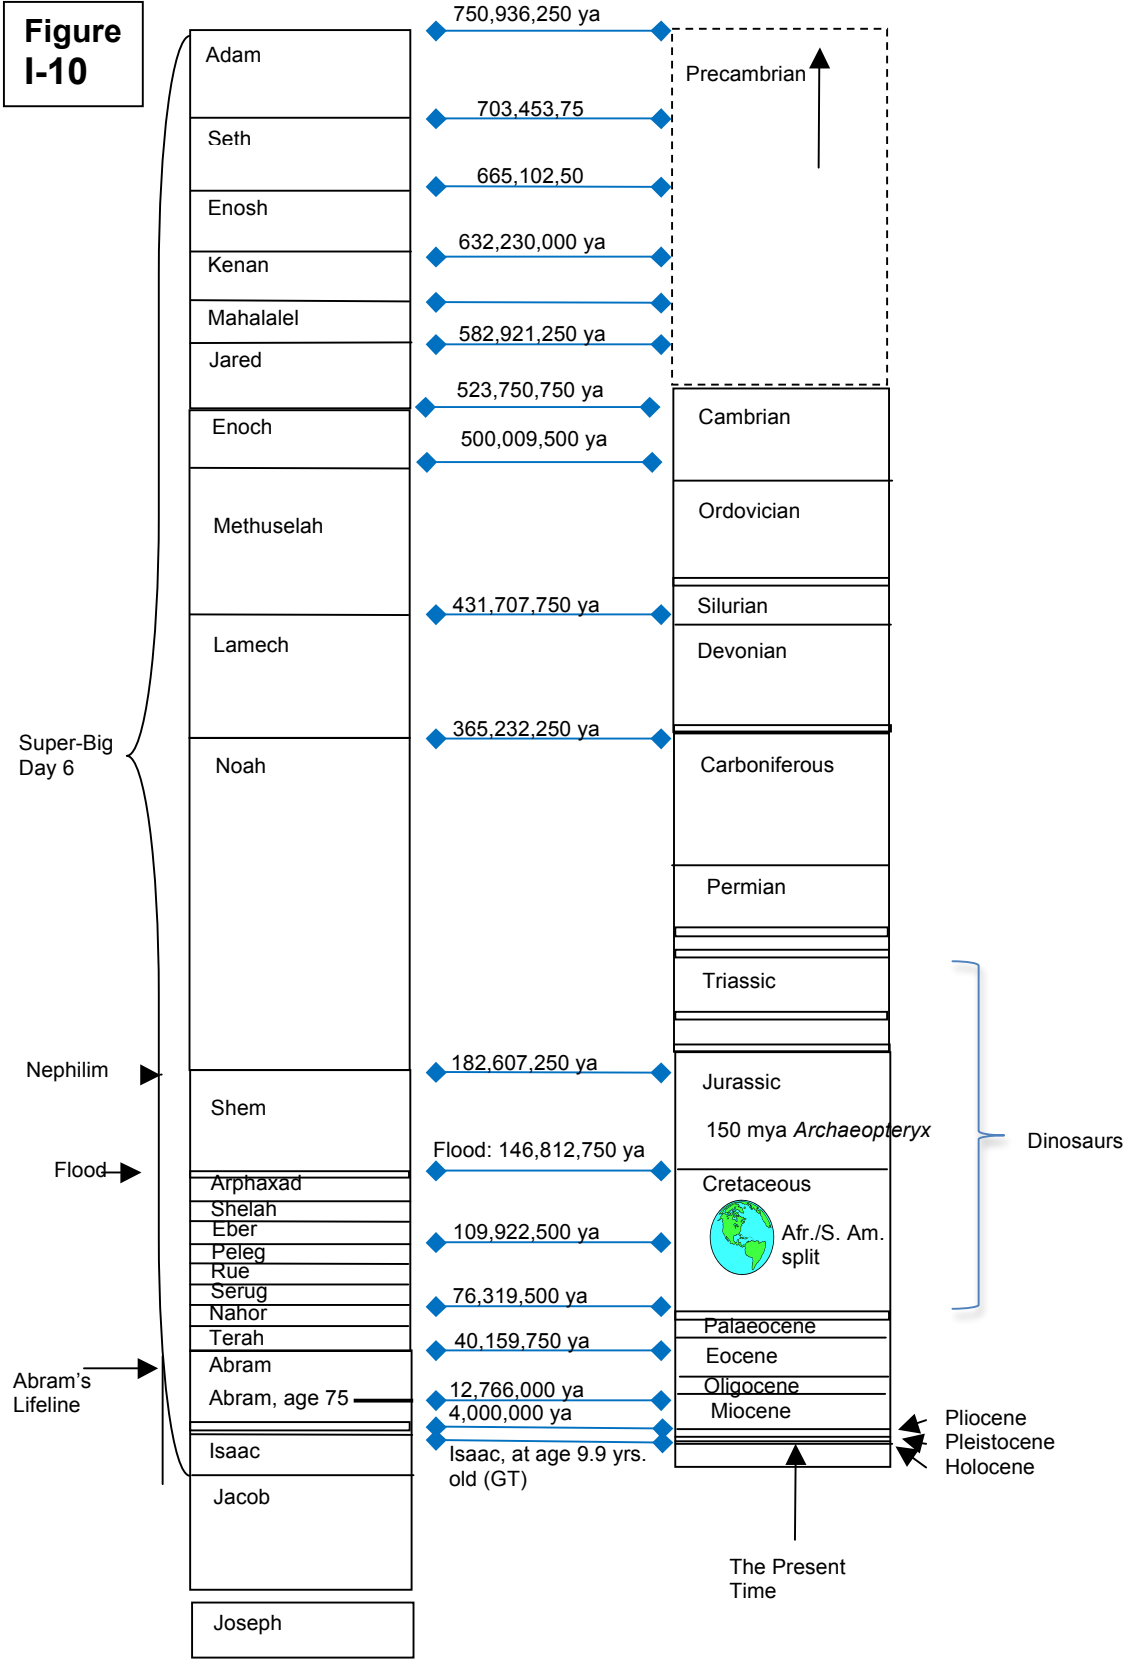 Figure
I-10
Adam
Seth
Enosh
Kenan
Mahalalel
Jared
Enoch
Methuselah
Lamech
Noah
Shem
Arphaxad
Shelah
Eber
Peleg
Rue
Serug
Nahor
Terah
Abram
Abram, age 75
Isaac
Jacob
Joseph
Super-Big
Day 6
Nephilim
Flood
Abram's
Lifeline
750,936,250 ya
703,453,75
665,102,50
632,230,000 ya
582,921,250 ya
523,750,750 ya
500,009,500 ya
431,707,750 ya
365,232,250 ya
182,607,250 ya
Flood: 146,812,750 ya
109,922,500 ya
76,319,500 ya
40,159,750 ya
12,766,000 ya
4,000,000 ya
Isaac, at age 9.9 yrs.
old (GT)
Precambrian
Cambrian
Ordovician
Silurian
Devonian
Carboniferous
Permian
Triassic
Jurassic
150 mya Archaeopteryx
Cretaceous
Afr./S. Am.
split
Palaeocene
Eocene
Oligocene
Miocene
Dinosaurs
Pliocene
Pleistocene
Holocene
The Present
Time